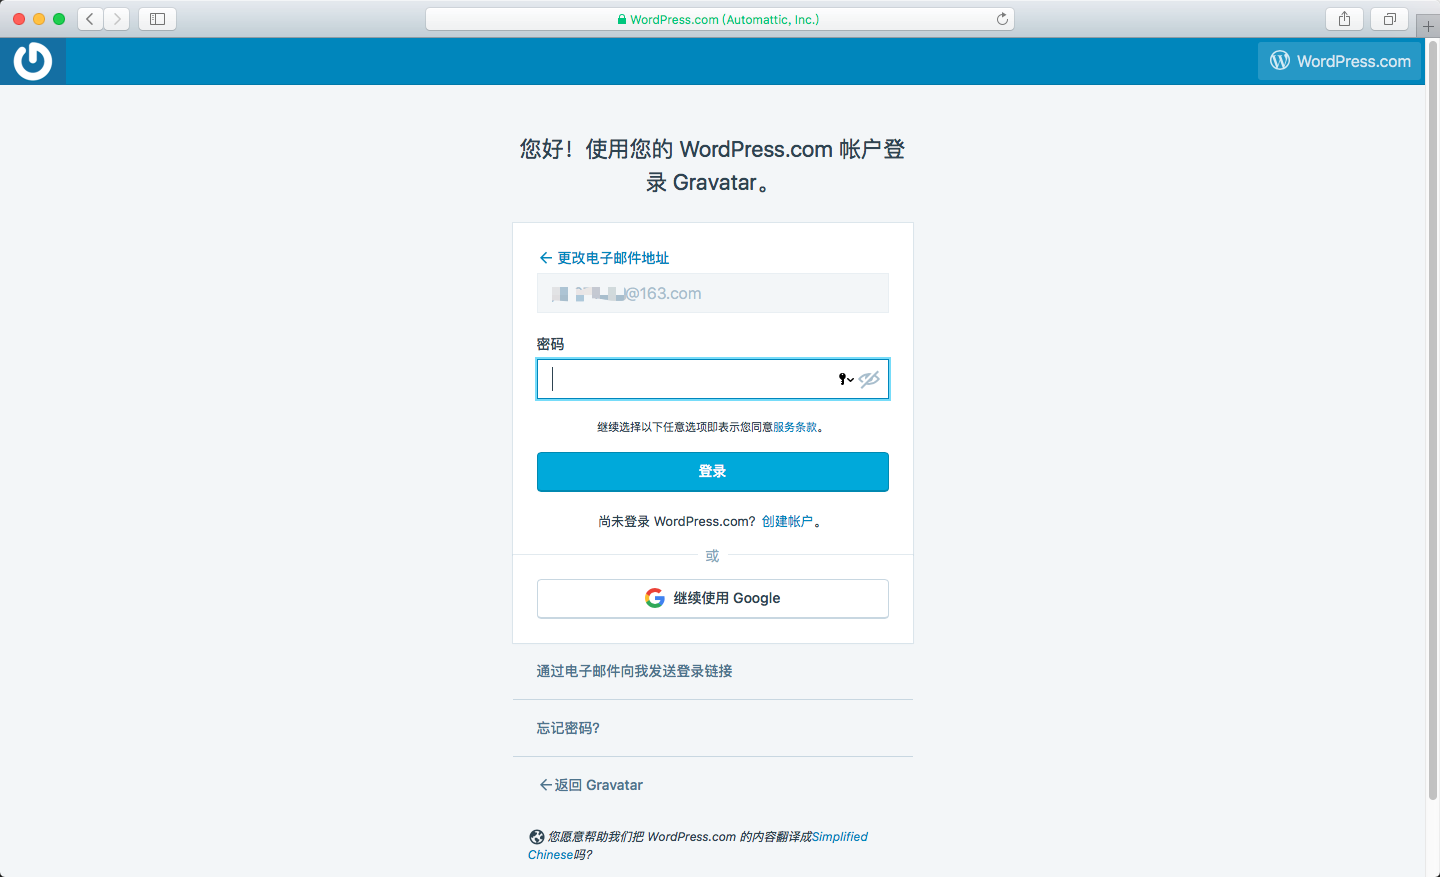 WordPress.com (Automattic, Inc.)
WordPress.com
您好！使用您的 WordPress.com 帐户登
录 Gravatar。
更改电子邮件地址
@163.com
密码
继续选择以下任意选项即表示您同意服务条款。
登录
尚未登录 WordPress.com？创建帐户。
或
继续使用 Google
通过电子邮件向我发送登录链接
忘记密码？
返回 Gravatar
您愿意帮助我们把 WordPress.com 的内容翻译成Simplified
Chinese吗？